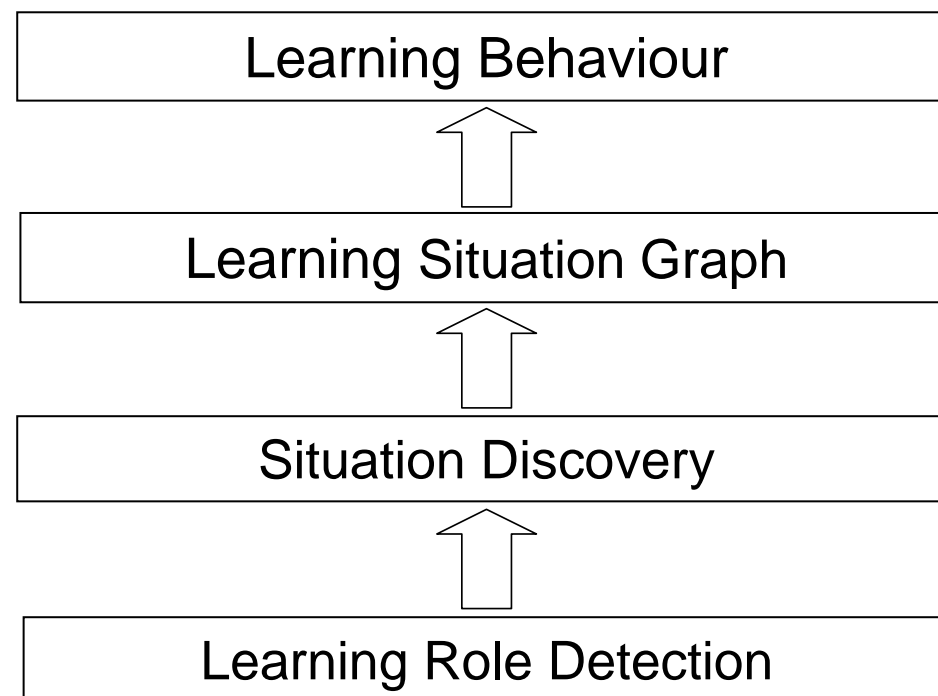 Learning Behaviour
Learning Situation Graph
Situation Discovery
Learning Role Detection